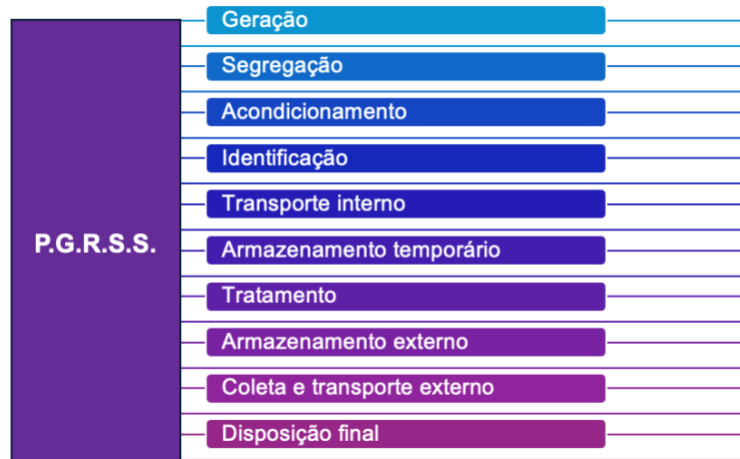 P.G.R.S.S.
Geração
Segregação
Acondicionamento
Identificação
Transporte interno
Armazenamento temporário
Tratamento
Armazenamento externo
Coleta e transporte externo
Disposição final